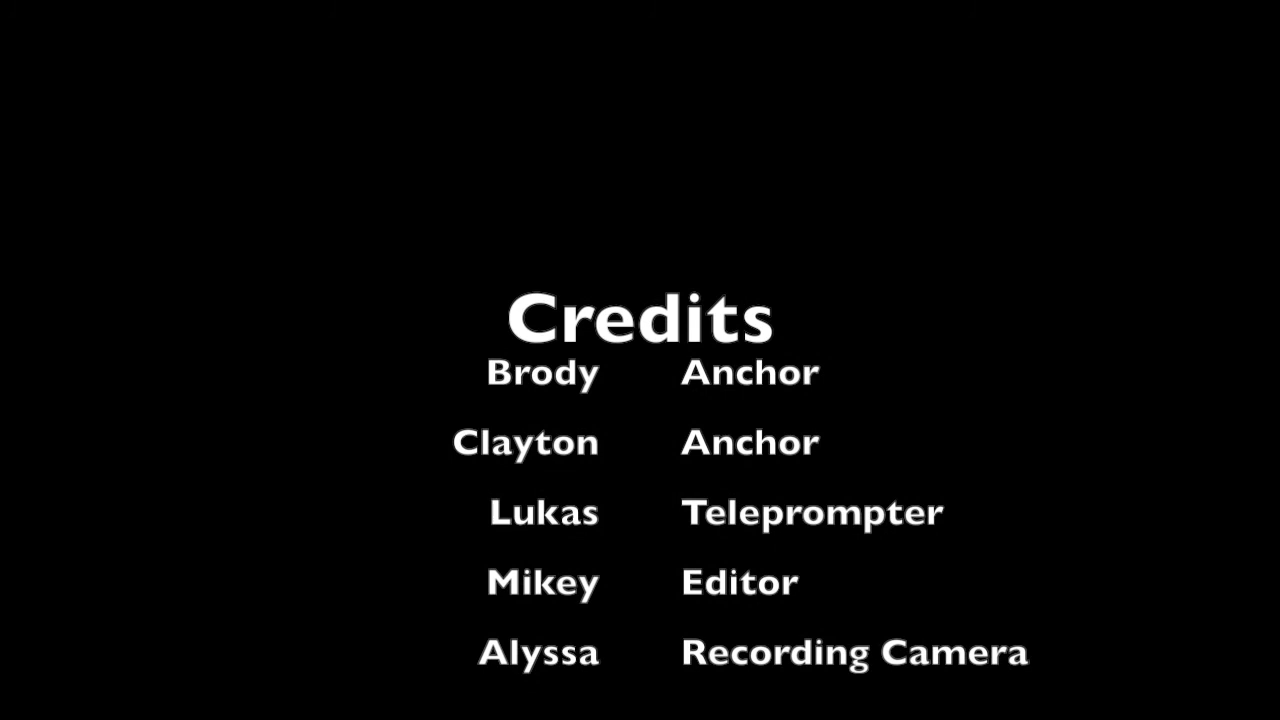 Credits
Brody Anchor
Clayton Anchor
Lukas Teleprompter
Mikey Editor
Alyssa Recording Camera